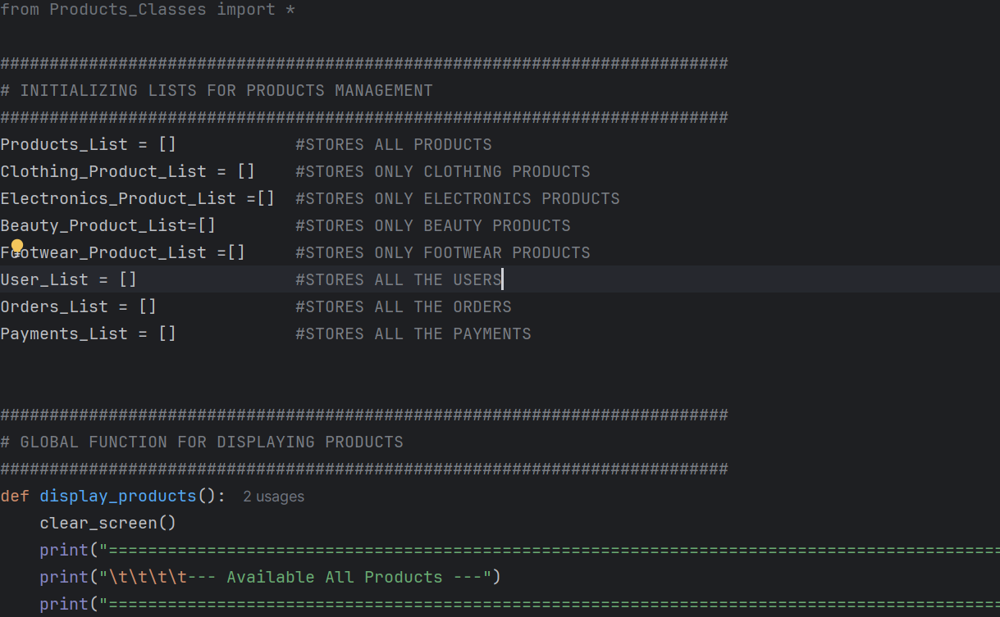 from Products_Classes import *
##########################################################################
# INITIALIZING LISTS FOR PRODUCTS MANAGEMENT
##########################################################################
Products_List = []            #STORES ALL PRODUCTS
Clothing_Product_List = []    #STORES ONLY CLOTHING PRODUCTS
Electronics_Product_List =[]  #STORES ONLY ELECTRONICS PRODUCTS
Beauty_Product_List=[]        #STORES ONLY BEAUTY PRODUCTS
Footwear_Product_List =[]     #STORES ONLY FOOTWEAR PRODUCTS
User_List = []                #STORES ALL THE USERS
Orders_List = []              #STORES ALL THE ORDERS
Payments_List = []            #STORES ALL THE PAYMENTS
##########################################################################
# GLOBAL FUNCTION FOR DISPLAYING PRODUCTS
##########################################################################
def display_products():  2 usages
    clear_screen()
    print("==========================================================================================
    print("\t\t\t\t--- Available All Products ---")
    print("==========================================================================================